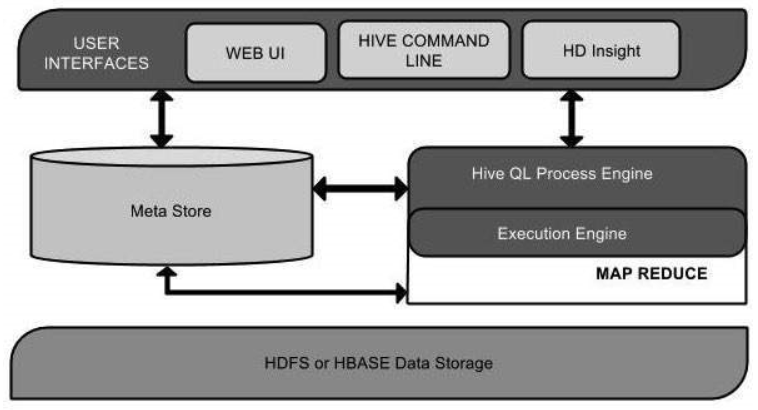 USER
INTERFACES
WEB UI
HIVE COMMAND
LINE
HD Insight
Meta Store
Hive QL Process Engine
Execution Engine
MAP REDUCE
HDFS or HBASE Data Storage